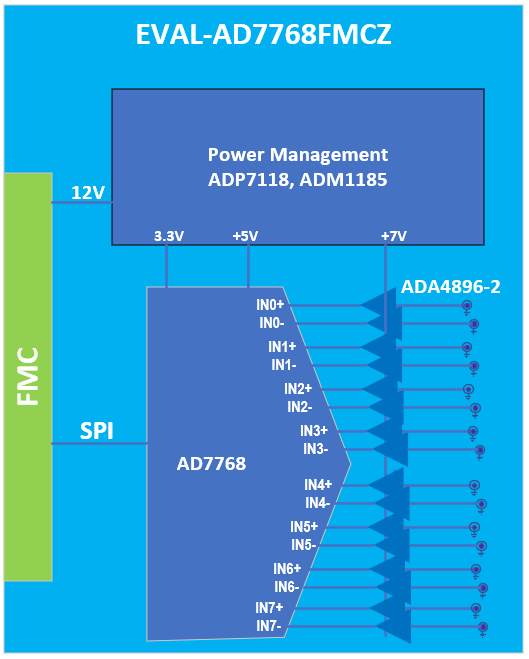 EVAL-AD7768FMCZ
Power Management
ADP7118, ADM1185
12V
3.3V
+5V
+7V
ADA4896-2
FMC
SPI
AD7768
IN0+
IN0-
IN1+
IN1-
IN2+
IN2-
IN3+
IN3-
IN4+
IN4-
IN5+
IN5-
IN6+
IN6-
IN7+
IN7-